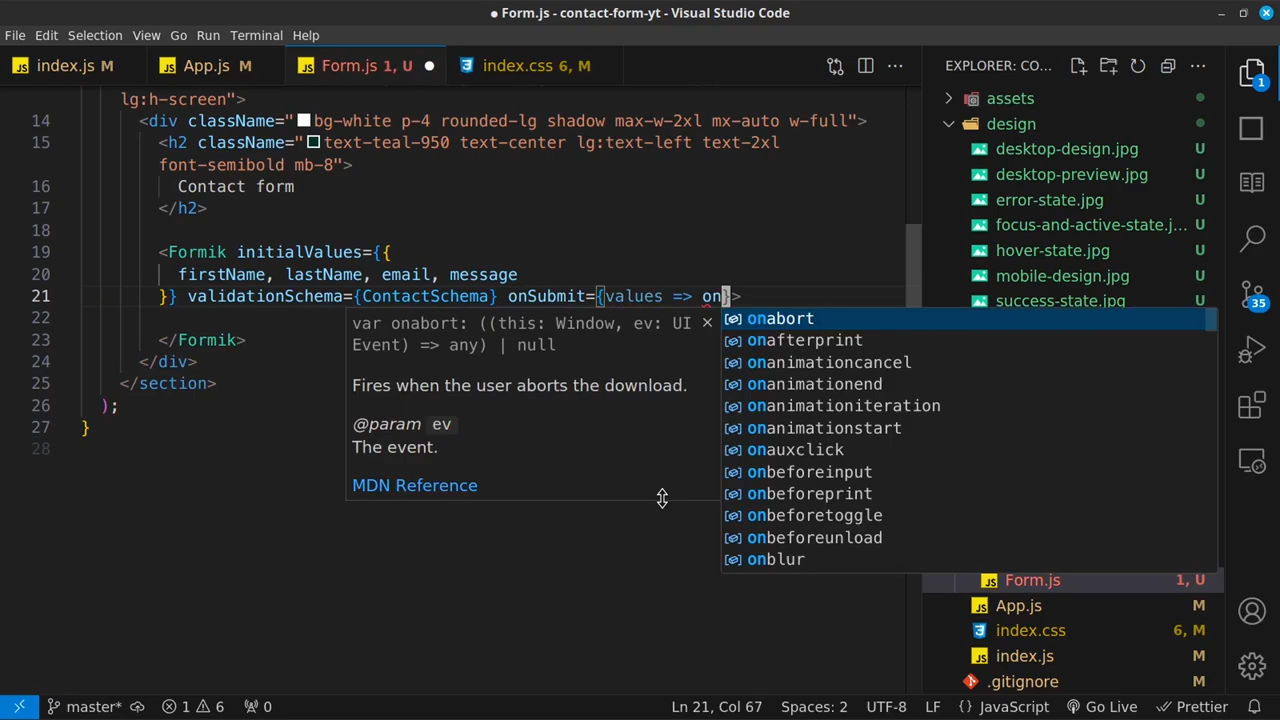 ● Form.js - contact-form-yt - Visual Studio Code
File Edit Selection View Go Run Terminal Help
index.js M App.js M Form.js 1, U ● index.css 6, M
EXPLORER: CO...
lg:h-screen">
14 <div className="bg-white p-4 rounded-lg shadow max-w-2xl mx-auto w-full">
15 <h2 className="text-teal-950 text-center lg:text-left text-2xl
font-semibold mb-8">
16 Contact form
17 </h2>
18
19 <Formik initialValues={{
20 firstName, lastName, email, message
21 }} validationSchema={ContactSchema} onSubmit={values => on}>
22
23 </Formik>
24 </div>
25 </section>
26 );
27 }
28
var onabort: ((this: Window, ev: UI
Event) => any) | null
Fires when the user aborts the download.
@param ev
The event.
MDN Reference
onabort
onafterprint
onanimationcancel
onanimationend
onanimationiteration
onanimationstart
onauxclick
onbeforeinput
onbeforeprint
onbeforetoggle
onbeforeunload
onblur
assets
design
desktop-design.jpg U
desktop-preview.jpg U
error-state.jpg U
focus-and-active-state.j... U
hover-state.jpg U
mobile-design.jpg U
success-state.jpg U
Form.js 1, U
App.js M
index.css 6, M
index.js M
.gitignore M
1
35
master* 1 6 0 Ln 21, Col 67 Spaces: 2 UTF-8 LF {} JavaScript Go Live Prettier